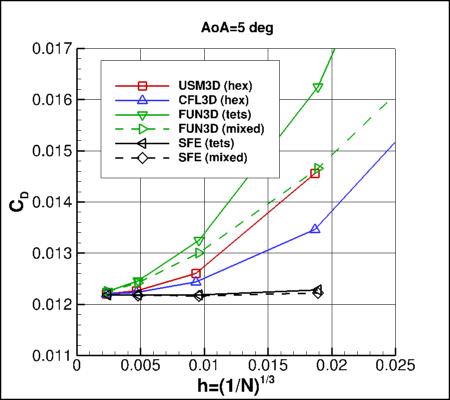 AoA=5 deg
0.017
0.016
0.015
0.014
0.013
0.012
0.011
C_D
USM3D (hex)
CFL3D (hex)
FUN3D (tets)
FUN3D (mixed)
SFE (tets)
SFE (mixed)
0 0.005 0.01 0.015 0.02 0.025
h=(1/N)^1/3